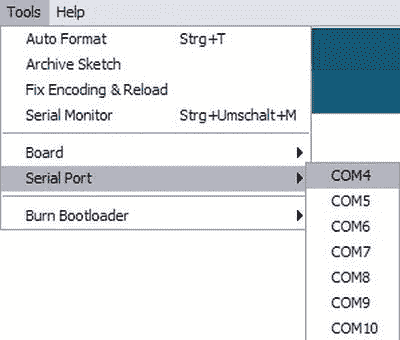 Tools Help
Auto Format Strg+T
Archive Sketch
Fix Encoding & Reload
Serial Monitor Strg+Umschalt+M
Board
Serial Port
Burn Bootloader
COM4
COM5
COM6
COM7
COM8
COM9
COM10